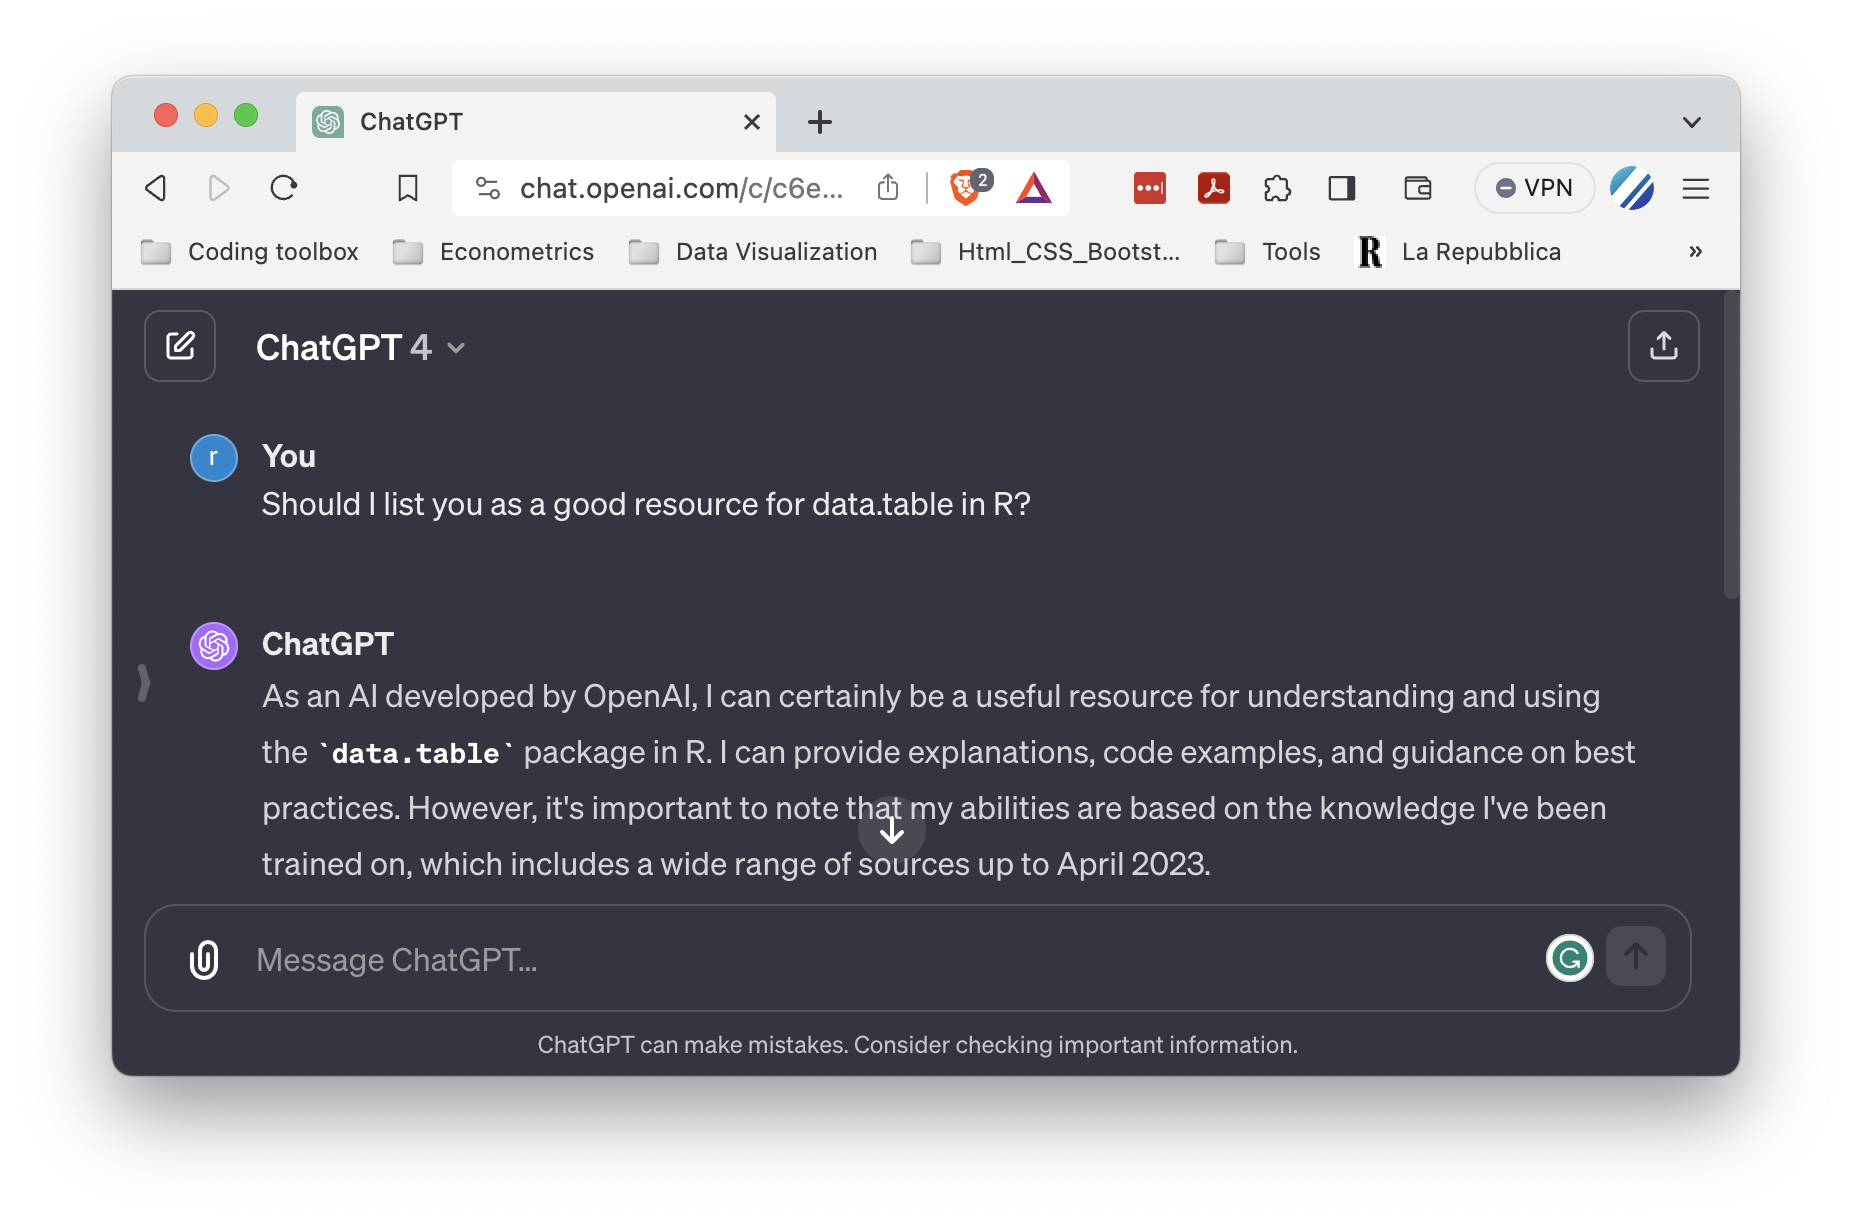 ChatGPT
chat.openai.com/c/c6e...
2
VPN
Coding toolbox
Econometrics
Data Visualization
Html_CSS_Bootst...
Tools
R
La Repubblica
»
ChatGPT 4
r
You
Should I list you as a good resource for data.table in R?
ChatGPT
As an AI developed by OpenAI, I can certainly be a useful resource for understanding and using
the `data.table` package in R. I can provide explanations, code examples, and guidance on best
practices. However, it's important to note that my abilities are based on the knowledge I've been
trained on, which includes a wide range of sources up to April 2023.
Message ChatGPT...
G
ChatGPT can make mistakes. Consider checking important information.